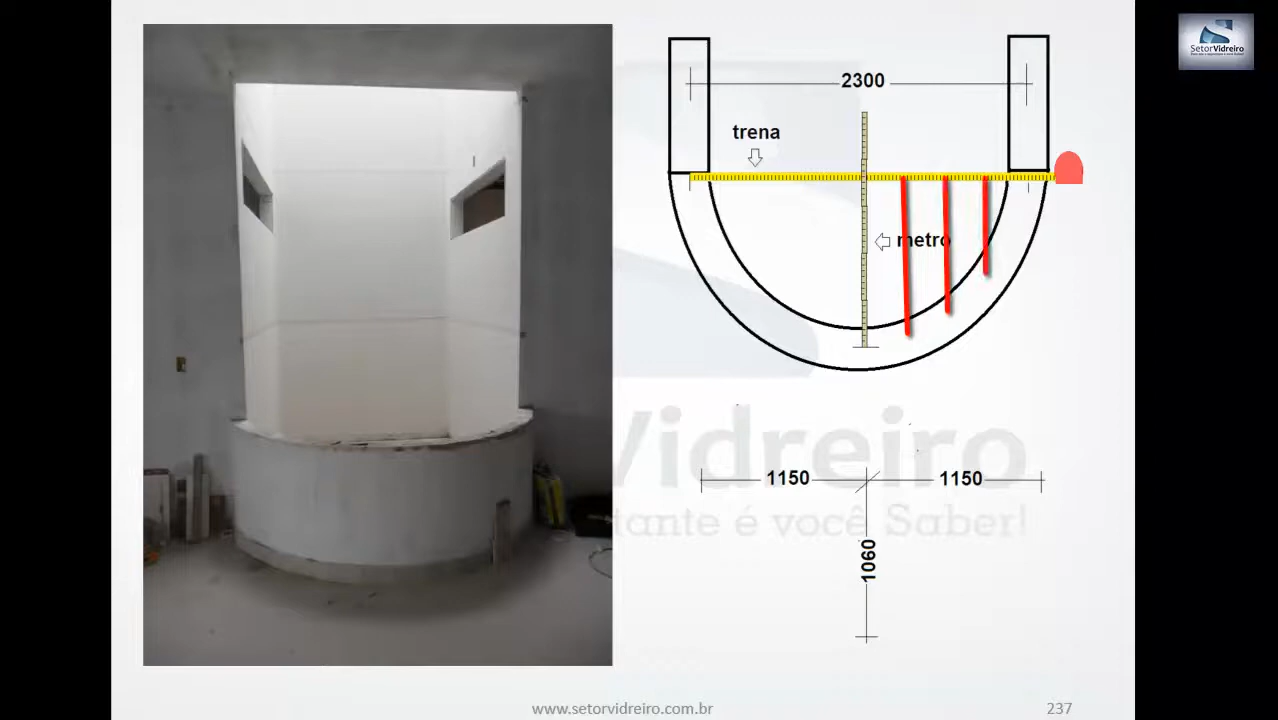 SetorVidreiro
2300
trena
metro
Vidreiro
1150
1150
tante é você Saber!
1060
www.setorvidreiro.com.br
237